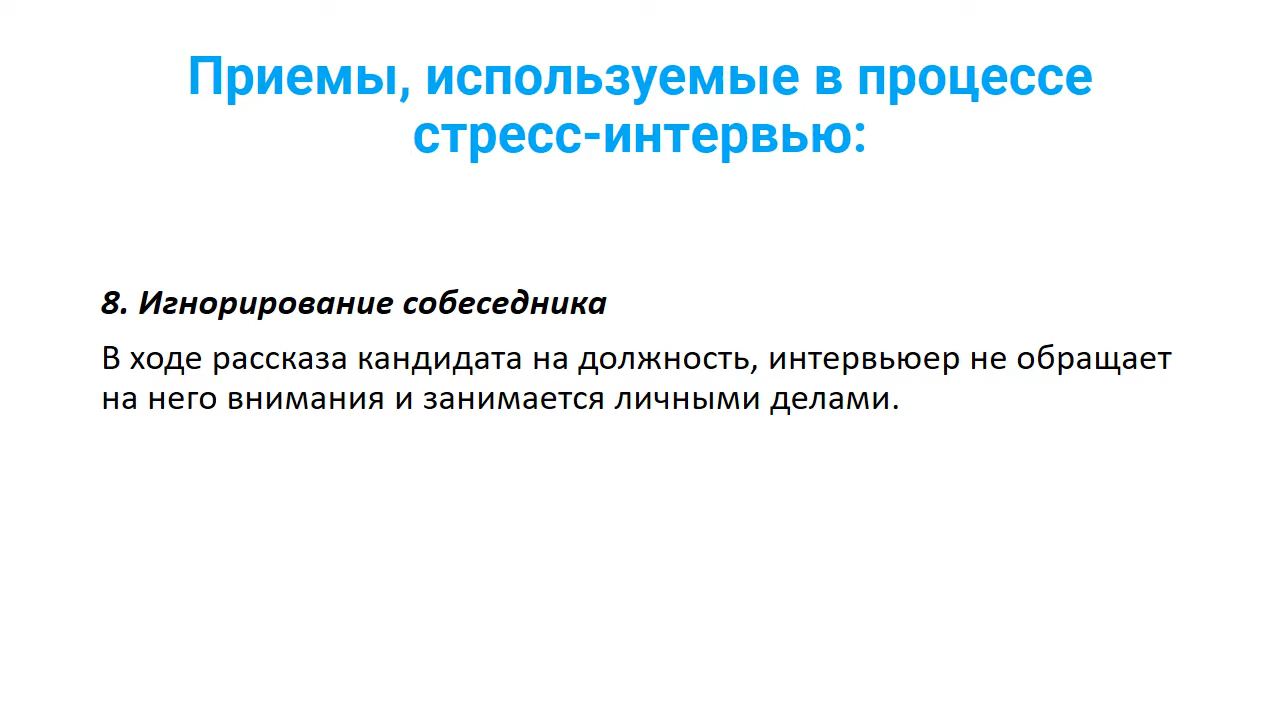 Приемы, используемые в процессе
стресс-интервью:
8. Игнорирование собеседника
В ходе рассказа кандидата на должность, интервьюер не обращает
на него внимания и занимается личными делами.